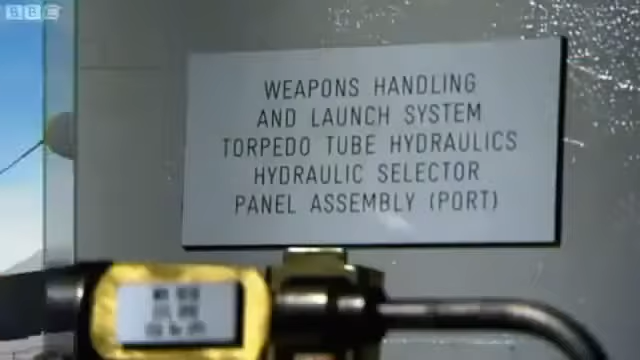 BBC
WEAPONS HANDLING
AND LAUNCH SYSTEM
TORPEDO TUBE HYDRAULICS
HYDRAULIC SELECTOR
PANEL ASSEMBLY (PORT)